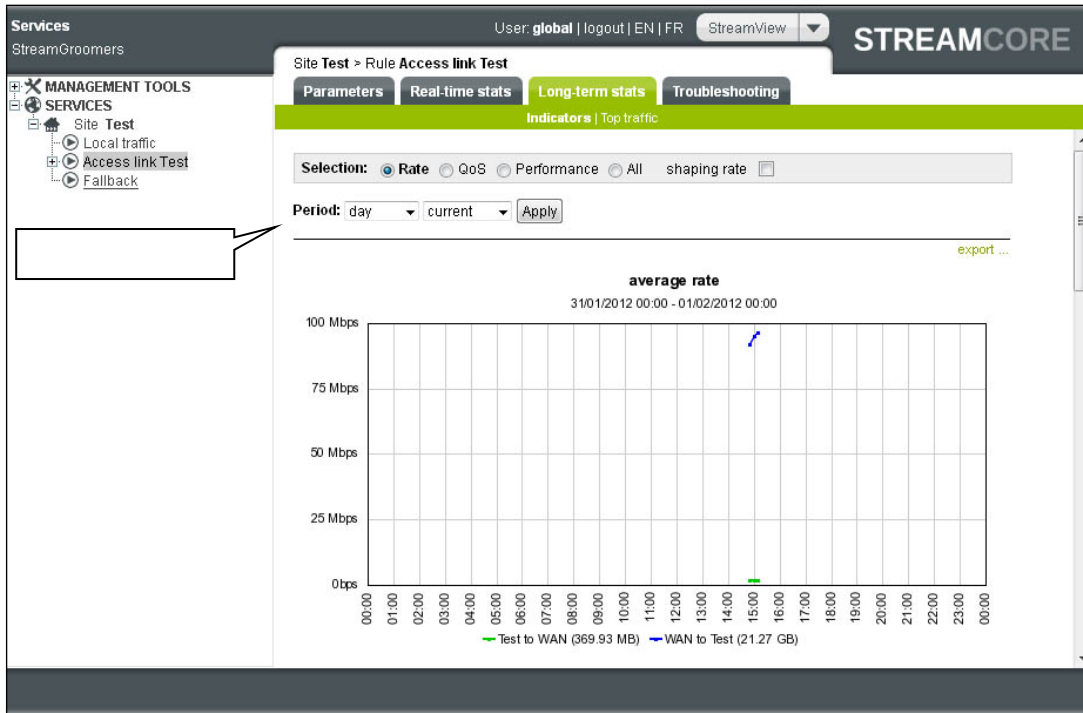 Services
StreamGroomers
User: global | logout | EN | FR
StreamView
STREAMCORE
MANAGEMENT TOOLS
SERVICES
Site Test
Local traffic
Access link Test
Fallback
Site Test > Rule Access link Test
Parameters Real-time stats Long-term stats Troubleshooting
Indicators | Top traffic
Selection: Rate QoS Performance All shaping rate
Period: day current Apply
export ...
average rate
31/01/2012 00:00 - 01/02/2012 00:00
100 Mbps
75 Mbps
50 Mbps
25 Mbps
0 bps
00:00 01:00 02:00 03:00 04:00 05:00 06:00 07:00 08:00 09:00 10:00 11:00 12:00 13:00 14:00 15:00 16:00 17:00 18:00 19:00 20:00 21:00 22:00 23:00 00:00
Test to WAN (369.93 MB) WAN to Test (21.27 GB)